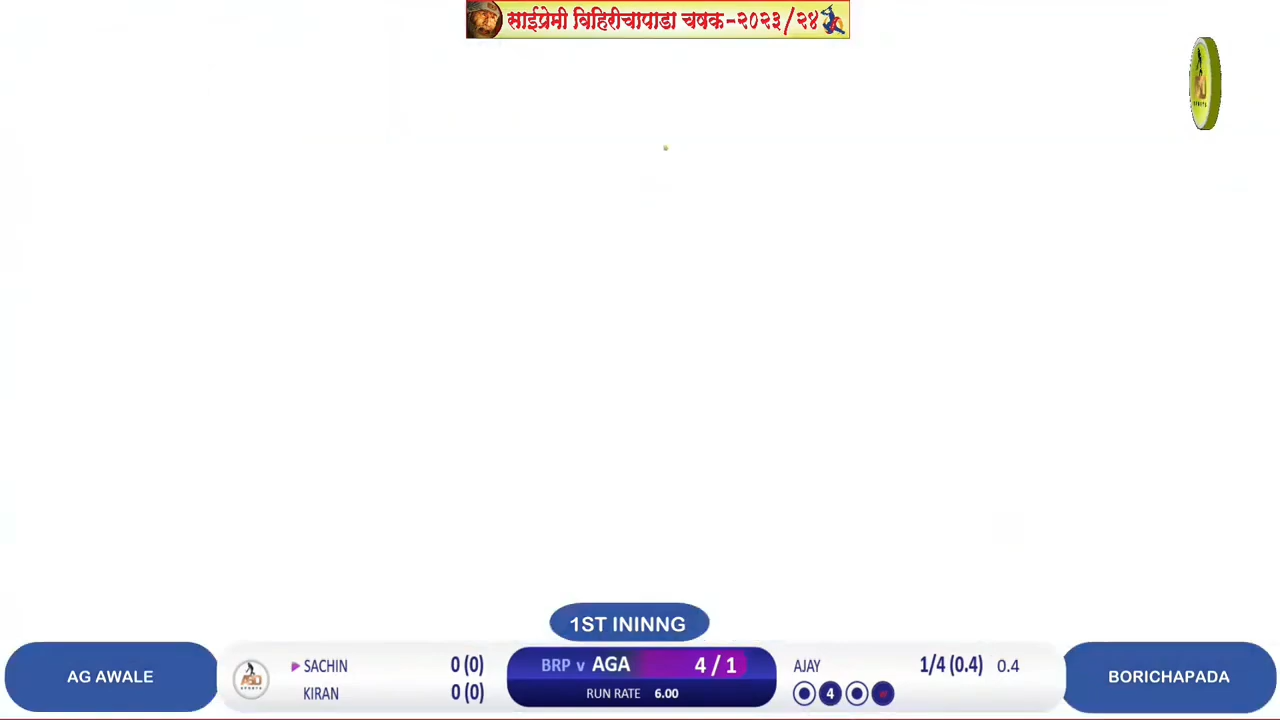 साईप्रेमी विहिरीचापाडा चषक-२०२३/२४
1ST ININNG
AG AWALE
SACHIN 0 (0)
KIRAN 0 (0)
BRP v AGA 4 / 1
RUN RATE 6.00
AJAY 1/4 (0.4) 0.4
4
BORICHAPADA